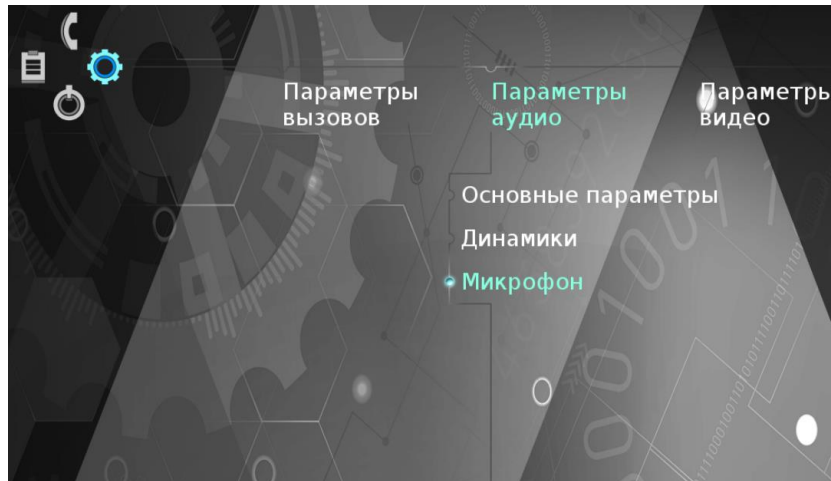 Параметры вызовов
Параметры аудио
Параметры видео
Основные параметры
Динамики
Микрофон